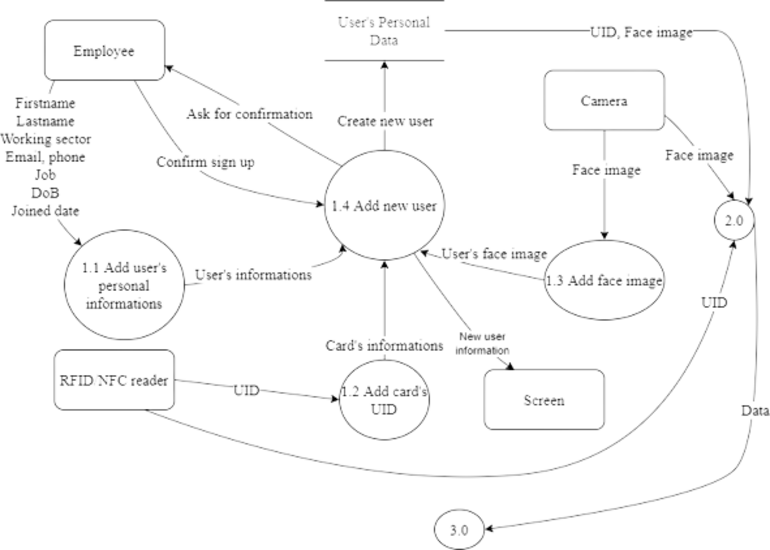 User's Personal
Data
UID, Face image
Employee
Camera
Firstname
Lastname
Working sector
Email, phone
Job
DoB
Joined date
Ask for confirmation
Create new user
Confirm sign up
Face image
Face image
1.4 Add new user
2.0
1.1 Add user's
personal
informations
User's informations
User's face image
1.3 Add face image
UID
Card's informations
New user
information
RFID NFC reader
UID
1.2 Add card's
UID
Screen
Data
3.0